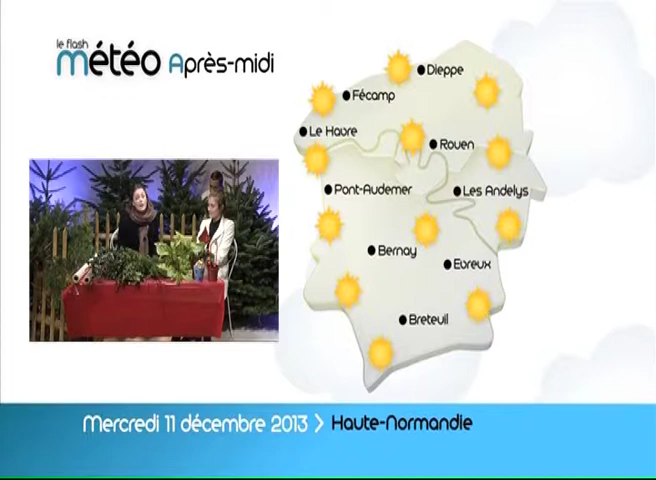 le flash
météo Après-midi
Dieppe
Fécamp
Le Havre
Rouen
Pont-Audemer
Les Andelys
Bernay
Evreux
Breteuil
Mercredi 11 décembre 2013 > Haute-Normandie